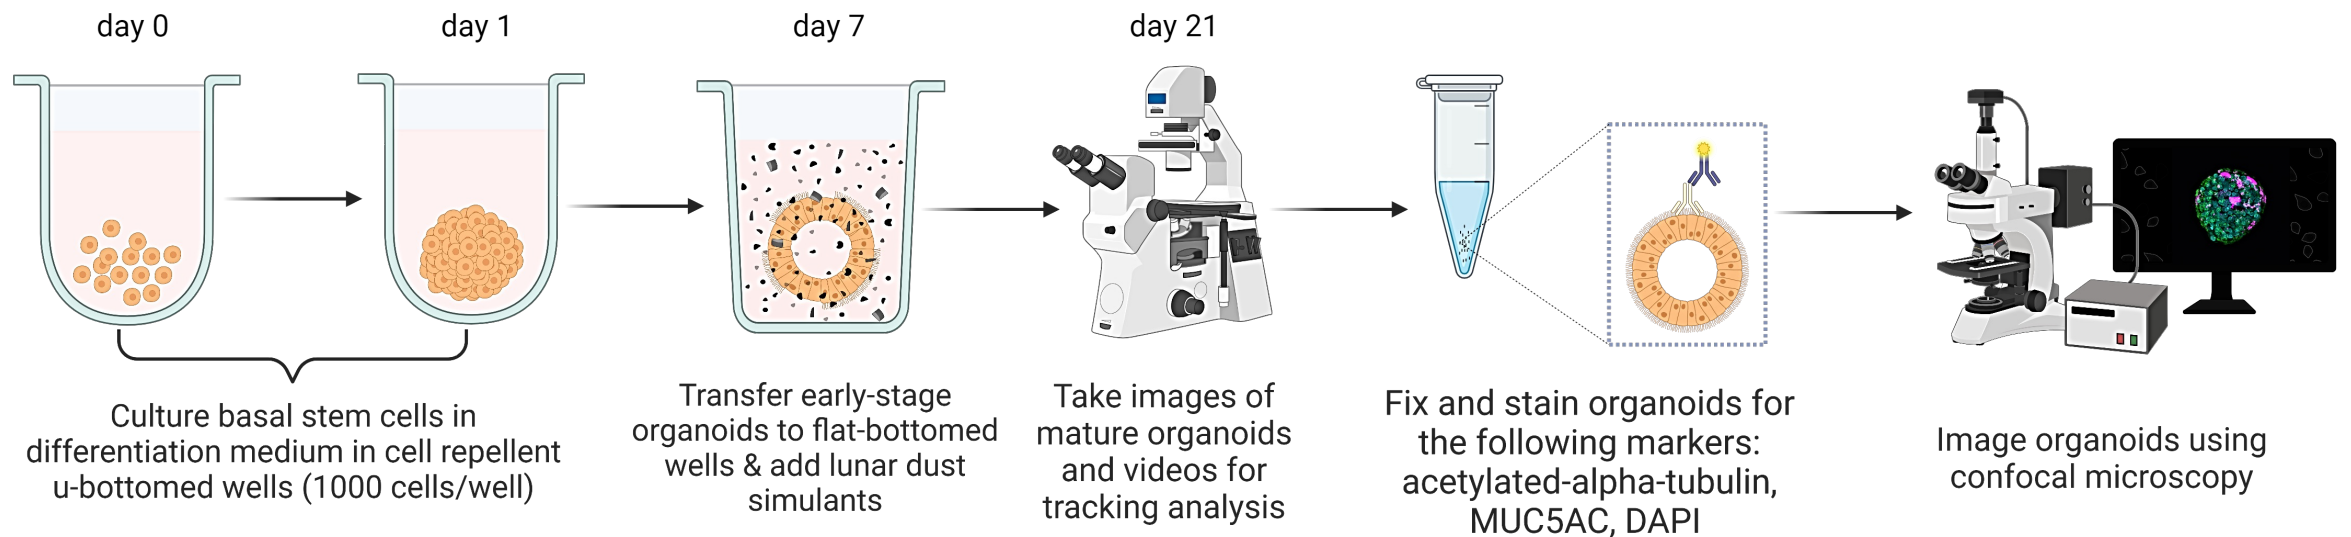 day 0
day 1
day 7
day 21
Culture basal stem cells in
differentiation medium in cell repellent
u-bottomed wells (1000 cells/well)
Transfer early-stage
organoids to flat-bottomed
wells & add lunar dust
simulants
Take images of
mature organoids
and videos for
tracking analysis
Fix and stain organoids for
the following markers:
acetylated-alpha-tubulin,
MUC5AC, DAPI
Image organoids using
confocal microscopy